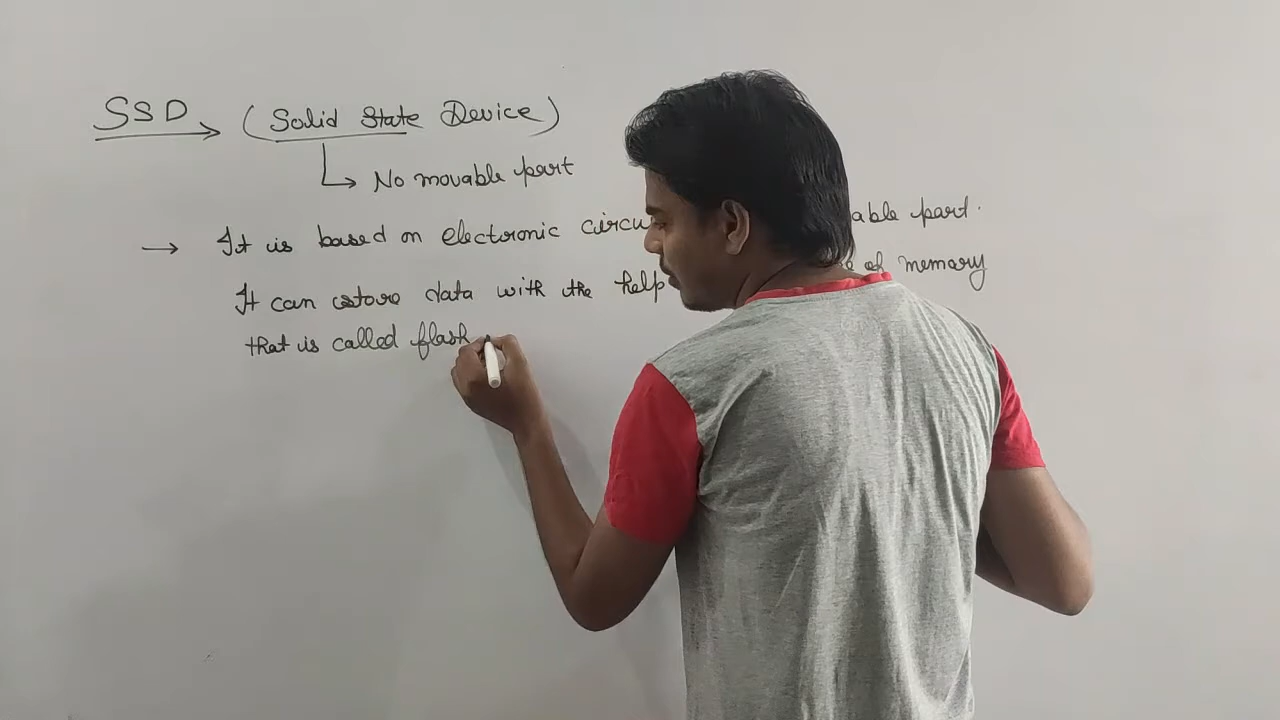 SSD → (Solid State Device)
↳ No movable part
→ It is based on electronic circu able part.
It can store data with the help of memory
that is called flash